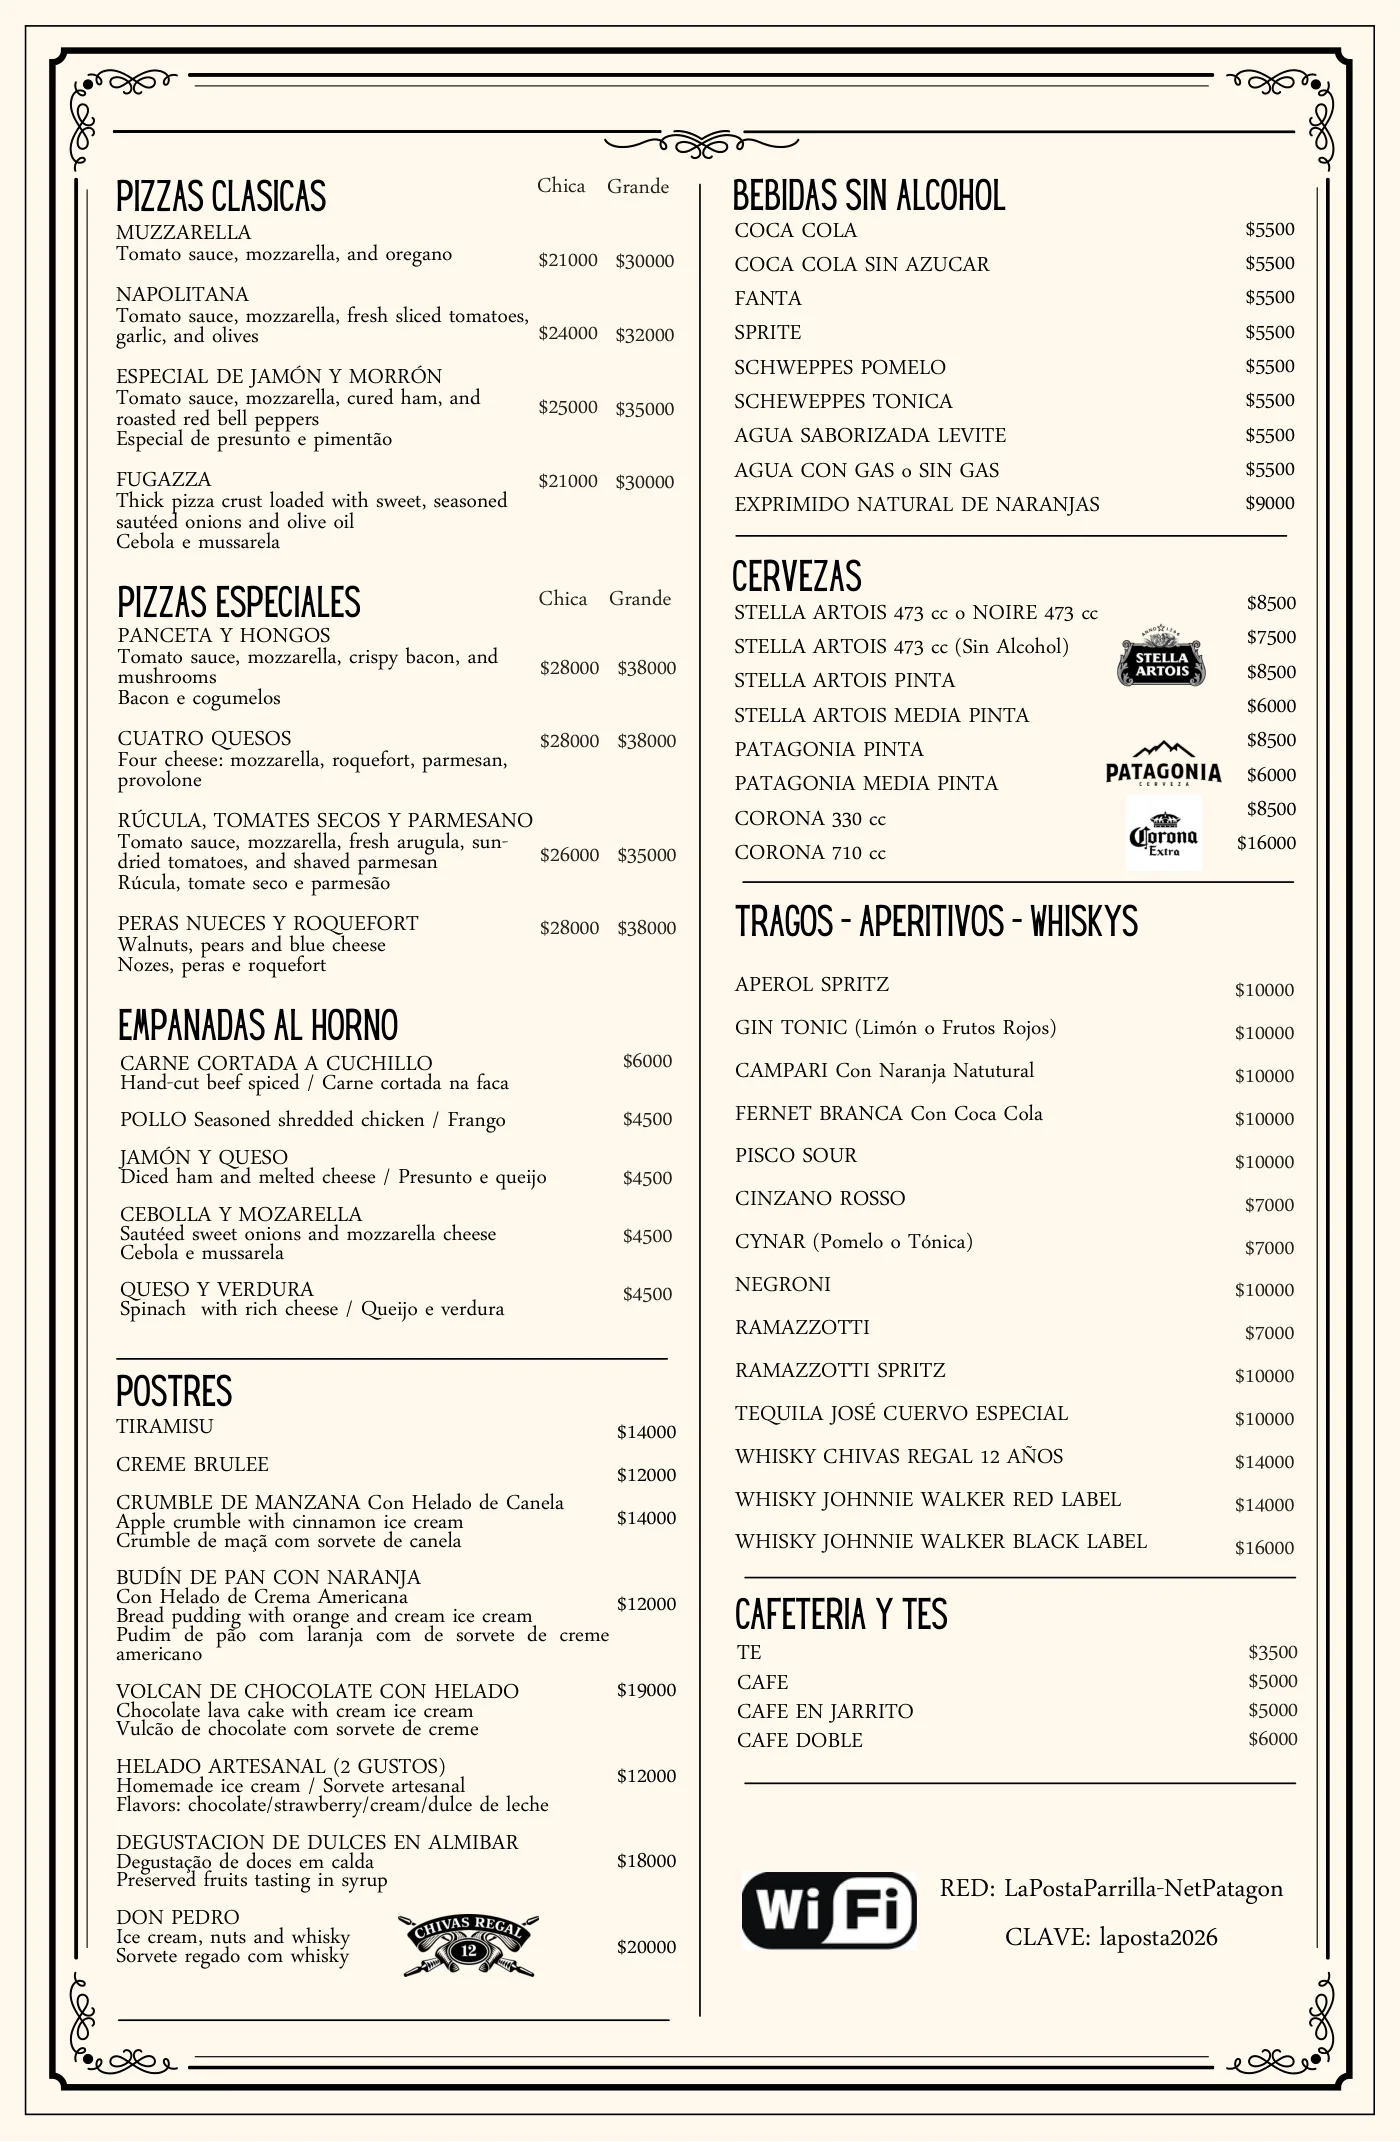 PIZZAS CLASICAS Chica Grande
MUZZARELLA
Tomato sauce, mozzarella, and oregano $21000 $30000
NAPOLITANA
Tomato sauce, mozzarella, fresh sliced tomatoes,
garlic, and olives $24000 $32000
ESPECIAL DE JAMÓN Y MORRÓN
Tomato sauce, mozzarella, cured ham, and
roasted red bell peppers $25000 $35000
Especial de presunto e pimentão
FUGAZZA $21000 $30000
Thick pizza crust loaded with sweet, seasoned
sautéed onions and olive oil
Cebola e mussarela
PIZZAS ESPECIALES Chica Grande
PANCETA Y HONGOS
Tomato sauce, mozzarella, crispy bacon, and
mushrooms $28000 $38000
Bacon e cogumelos
CUATRO QUESOS $28000 $38000
Four cheese: mozzarella, roquefort, parmesan,
provolone
RÚCULA, TOMATES SECOS Y PARMESANO
Tomato sauce, mozzarella, fresh arugula, sun-
dried tomatoes, and shaved parmesan $26000 $35000
Rúcula, tomate seco e parmesão
PERAS NUECES Y ROQUEFORT $28000 $38000
Walnuts, pears and blue cheese
Nozes, peras e roquefort
EMPANADAS AL HORNO
CARNE CORTADA A CUCHILLO $6000
Hand-cut beef spiced / Carne cortada na faca
POLLO Seasoned shredded chicken / Frango $4500
JAMÓN Y QUESO
Diced ham and melted cheese / Presunto e queijo $4500
CEBOLLA Y MOZARELLA
Sautéed sweet onions and mozzarella cheese $4500
Cebola e mussarela
QUESO Y VERDURA $4500
Spinach with rich cheese / Queijo e verdura
POSTRES
TIRAMISU $14000
CREME BRULEE $12000
CRUMBLE DE MANZANA Con Helado de Canela
Apple crumble with cinnamon ice cream $14000
Crumble de maçã com sorvete de canela
BUDÍN DE PAN CON NARANJA
Con Helado de Crema Americana $12000
Bread pudding with orange and cream ice cream
Pudim de pão com laranja com de sorvete de creme
americano
VOLCAN DE CHOCOLATE CON HELADO $19000
Chocolate lava cake with cream ice cream
Vulcão de chocolate com sorvete de creme
HELADO ARTESANAL (2 GUSTOS)
Homemade ice cream / Sorvete artesanal $12000
Flavors: chocolate/strawberry/cream/dulce de leche
DEGUSTACION DE DULCES EN ALMIBAR
Degustação de doces em calda $18000
Preserved fruits tasting in syrup
DON PEDRO
Ice cream, nuts and whisky
Sorvete regado com whisky $20000
CHIVAS REGAL
12
BEBIDAS SIN ALCOHOL
COCA COLA $5500
COCA COLA SIN AZUCAR $5500
FANTA $5500
SPRITE $5500
SCHWEPPES POMELO $5500
SCHEWEPPES TONICA $5500
AGUA SABORIZADA LEVITE $5500
AGUA CON GAS o SIN GAS $5500
EXPRIMIDO NATURAL DE NARANJAS $9000
CERVEZAS
STELLA ARTOIS 473 cc o NOIRE 473 cc $8500
STELLA ARTOIS 473 cc (Sin Alcohol) $7500
STELLA ARTOIS PINTA $8500
STELLA ARTOIS MEDIA PINTA $6000
PATAGONIA PINTA $8500
PATAGONIA MEDIA PINTA $6000
CORONA 330 cc $8500
CORONA 710 cc $16000
STELLA
ARTOIS
PATAGONIA
CERVEZA
Corona
Extra
TRAGOS - APERITIVOS - WHISKYS
APEROL SPRITZ $10000
GIN TONIC (Limón o Frutos Rojos) $10000
CAMPARI Con Naranja Natutural $10000
FERNET BRANCA Con Coca Cola $10000
PISCO SOUR $10000
CINZANO ROSSO $7000
CYNAR (Pomelo o Tónica) $7000
NEGRONI $10000
RAMAZZOTTI $7000
RAMAZZOTTI SPRITZ $10000
TEQUILA JOSÉ CUERVO ESPECIAL $10000
WHISKY CHIVAS REGAL 12 AÑOS $14000
WHISKY JOHNNIE WALKER RED LABEL $14000
WHISKY JOHNNIE WALKER BLACK LABEL $16000
CAFETERIA Y TES
TE $3500
CAFE $5000
CAFE EN JARRITO $5000
CAFE DOBLE $6000
WiFi
RED: LaPostaParrilla-NetPatagon
CLAVE: laposta2026